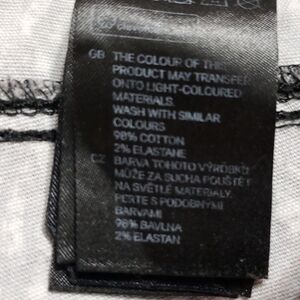 GB THE COLOUR OF THE
PRODUCT MAY TRANSFER
ONTO LIGHT-COLOURED
MATERIALS.
WASH WITH SIMILAR
COLOURS
98% COTTON
2% ELASTANE
CZ BARVA TOHOTO VÝROBKU
MŮŽE ZA SUCHA POUŠTĚT
NA SVĚTLÉ MATERIÁLY.
PERTE S PODOBNÝMI
BARVAMI
98% BAVLNA
2% ELASTAN